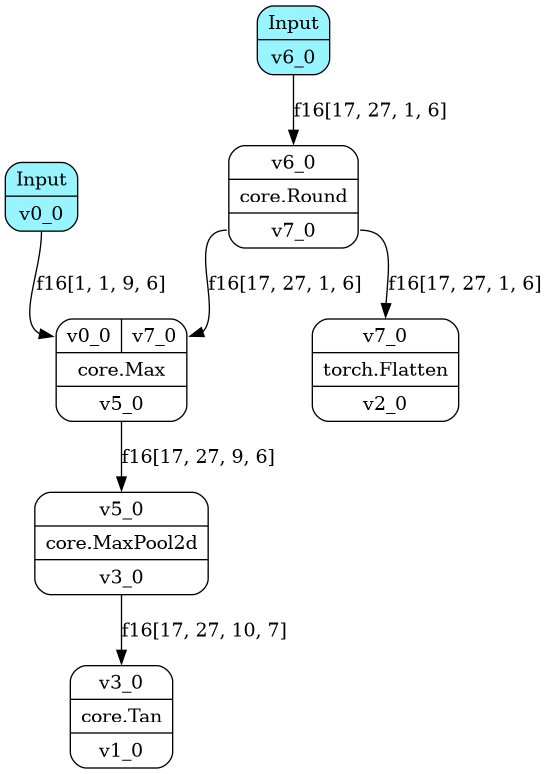 Input
v6_0
f16[17, 27, 1, 6]
v6_0
core.Round
v7_0
Input
v0_0
f16[1, 1, 9, 6]
f16[17, 27, 1, 6]
f16[17, 27, 1, 6]
v0_0 v7_0
core.Max
v5_0
v7_0
torch.Flatten
v2_0
f16[17, 27, 9, 6]
v5_0
core.MaxPool2d
v3_0
f16[17, 27, 10, 7]
v3_0
core.Tan
v1_0